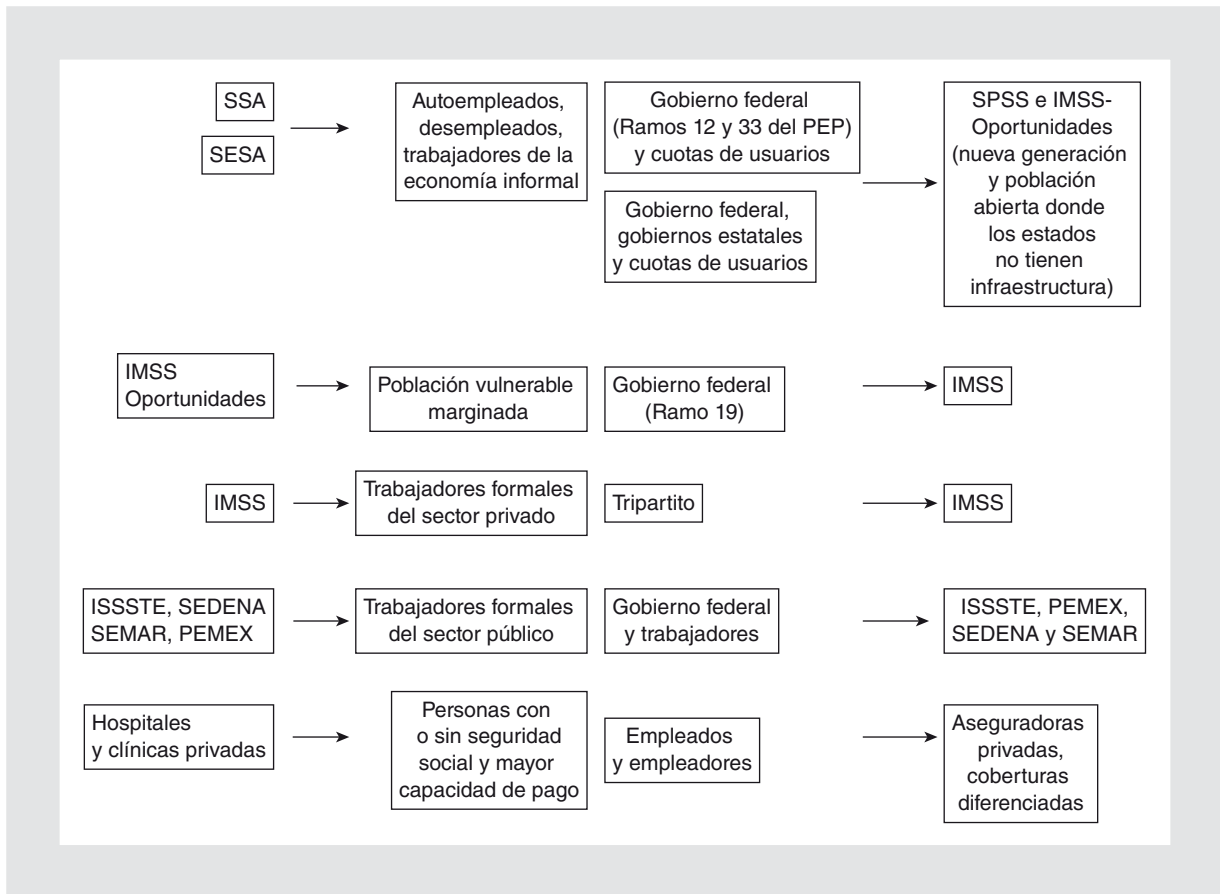 SSA
SESA
Autoempleados,
desempleados,
trabajadores de la
economía informal
Gobierno federal
(Ramos 12 y 33 del PEP)
y cuotas de usuarios
Gobierno federal,
gobiernos estatales
y cuotas de usuarios
SPSS e IMSS-
Oportunidades
(nueva generación
y población
abierta donde
los estados
no tienen
infraestructura)
IMSS
Oportunidades
Población vulnerable
marginada
Gobierno federal
(Ramo 19)
IMSS
IMSS
Trabajadores formales
del sector privado
Tripartito
IMSS
ISSSTE, SEDENA
SEMAR, PEMEX
Trabajadores formales
del sector público
Gobierno federal
y trabajadores
ISSSTE, PEMEX,
SEDENA y SEMAR
Hospitales
y clínicas privadas
Personas con
o sin seguridad
social y mayor
capacidad de pago
Empleados
y empleadores
Aseguradoras
privadas,
coberturas
diferenciadas